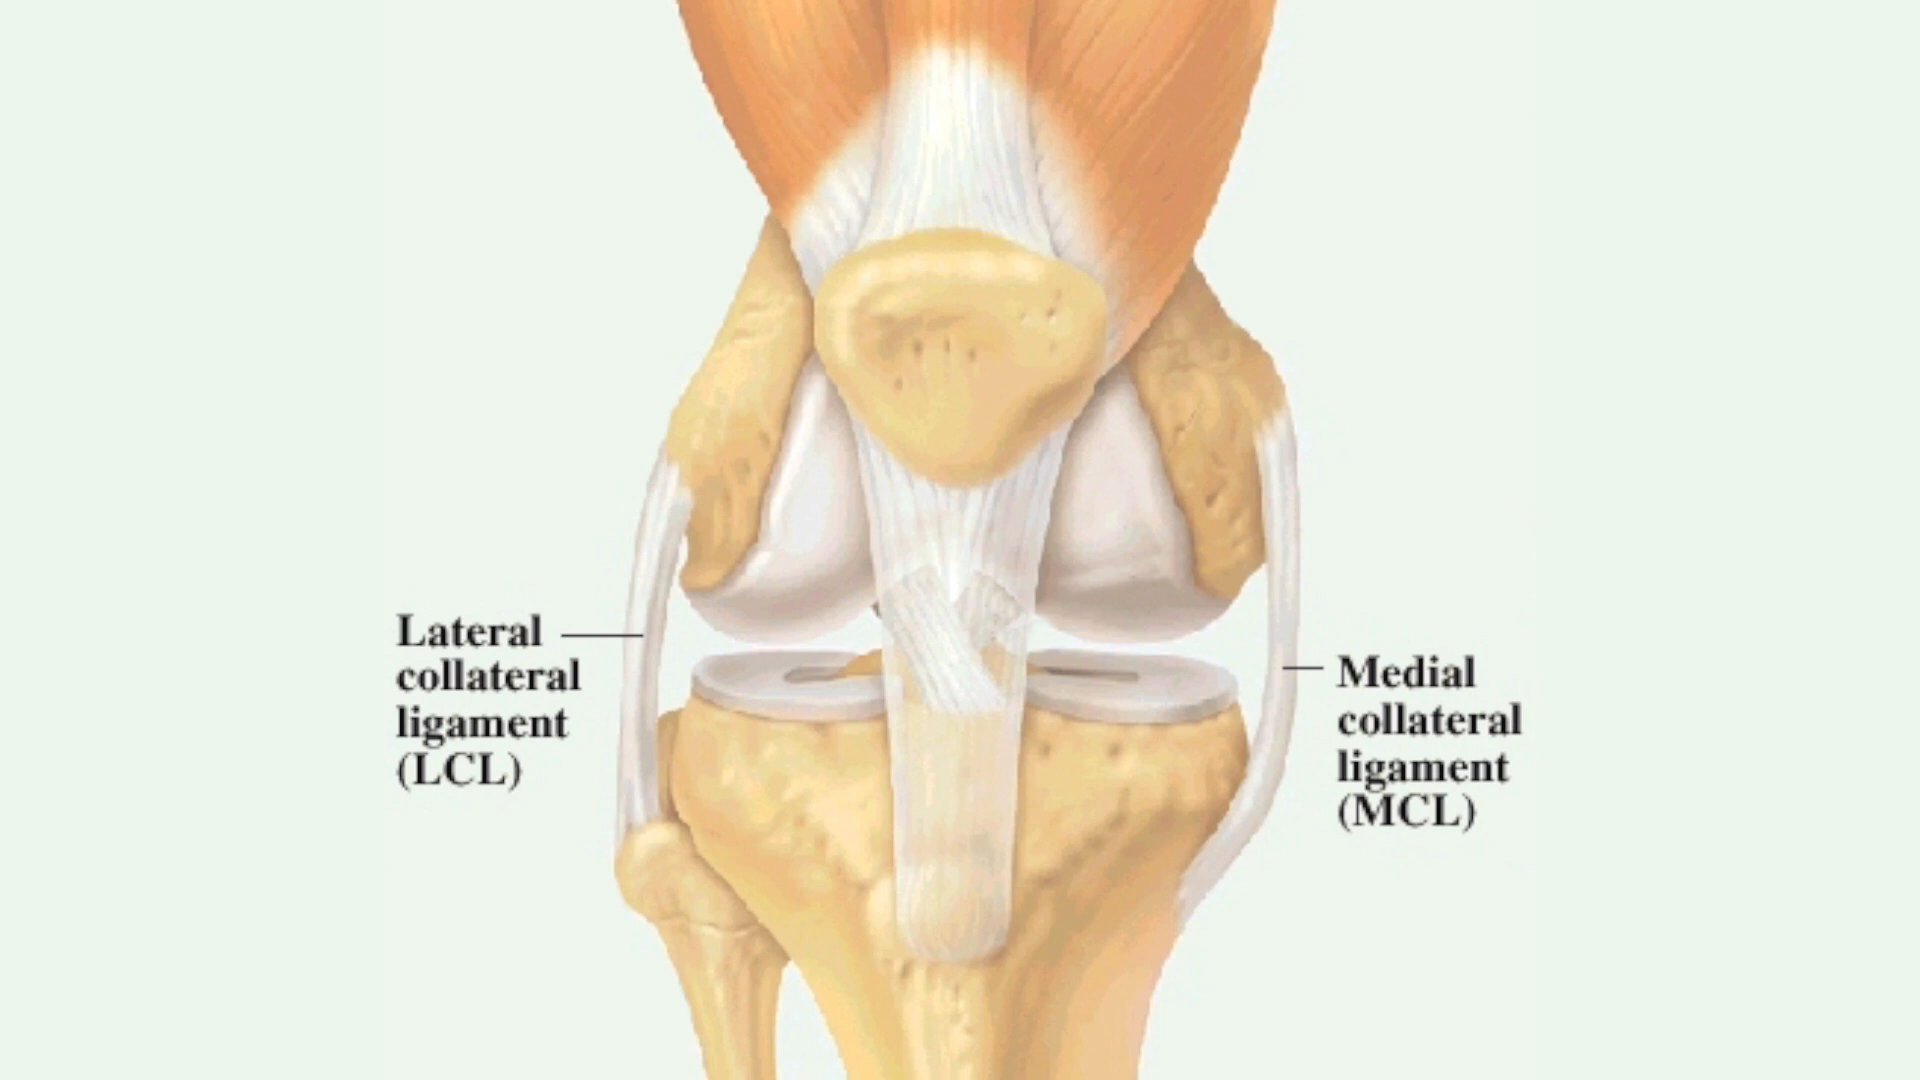 Lateral
collateral
ligament
(LCL)
Medial
collateral
ligament
(MCL)